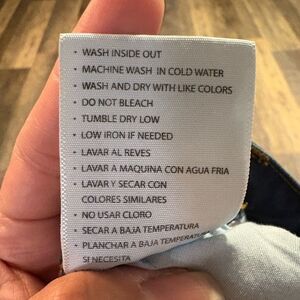 · WASH INSIDE OUT
· MACHINE WASH IN COLD WATER
· WASH AND DRY WITH LIKE COLORS
· DO NOT BLEACH
· TUMBLE DRY LOW
· LOW IRON IF NEEDED
· LAVAR AL REVES
· LAVAR A MAQUINA CON AGUA FRIA
· LAVAR Y SECAR CON
COLORES SIMILARES
· NO USAR CLORO
· SECAR A BAJA TEMPERATURA
· PLANCHAR A BAJA TEMPERATURA
SI NECESITA